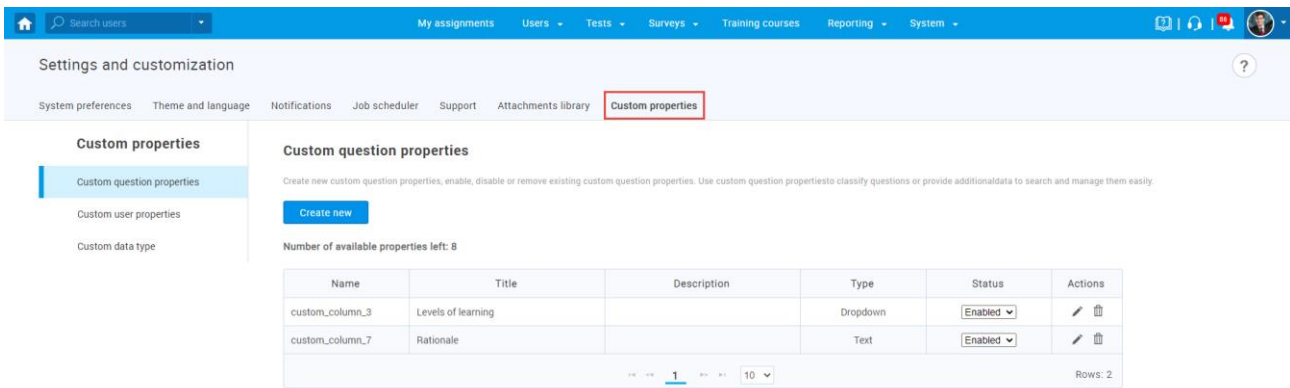 Search users
My assignments Users Tests Surveys Training courses Reporting System
88
Settings and customization
?
System preferences Theme and language Notifications Job scheduler Support Attachments library Custom properties
Custom properties
Custom question properties
Custom user properties
Custom data type
Custom question properties
Create new custom question properties, enable, disable or remove existing custom question properties. Use custom question propertiesto classify questions or provide additionaldata to search and manage them easily.
Create new
Number of available properties left: 8
Name Title Description Type Status Actions
custom_column_3 Levels of learning Dropdown Enabled
custom_column_7 Rationale Text Enabled
1 10 Rows: 2